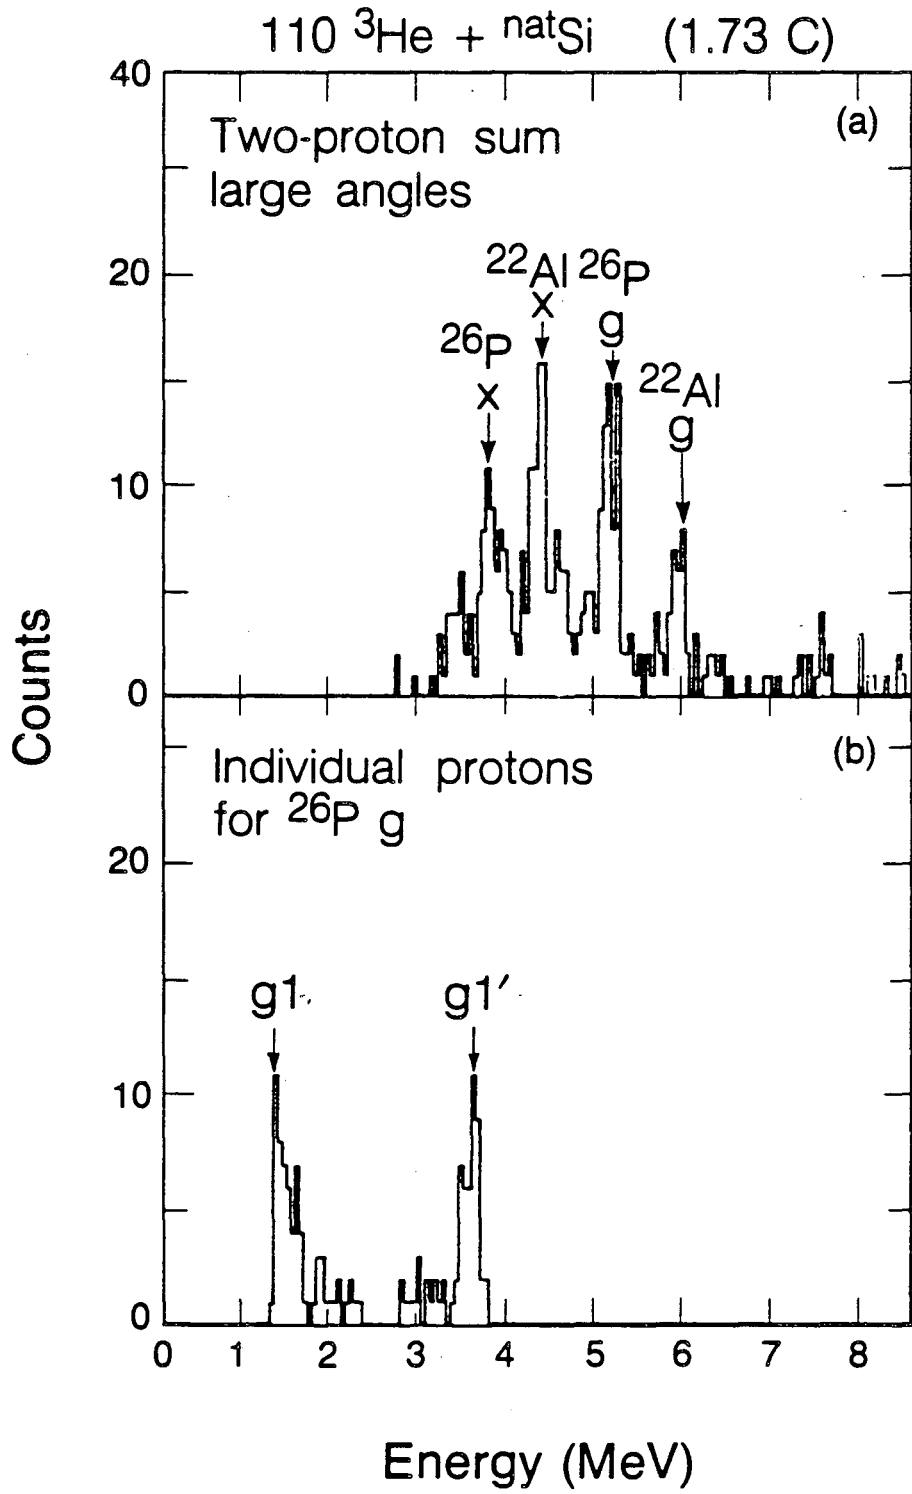 110 ³He + ⁿᵃᵗSi (1.73 C)
40
(a)
Two-proton sum
large angles
20
²²Al ²⁶P
x g
²⁶P
x
²²Al
g
10
0
Counts
(b)
Individual protons
for ²⁶P g
20
g1 g1′
10
0
0 1 2 3 4 5 6 7 8
Energy (MeV)